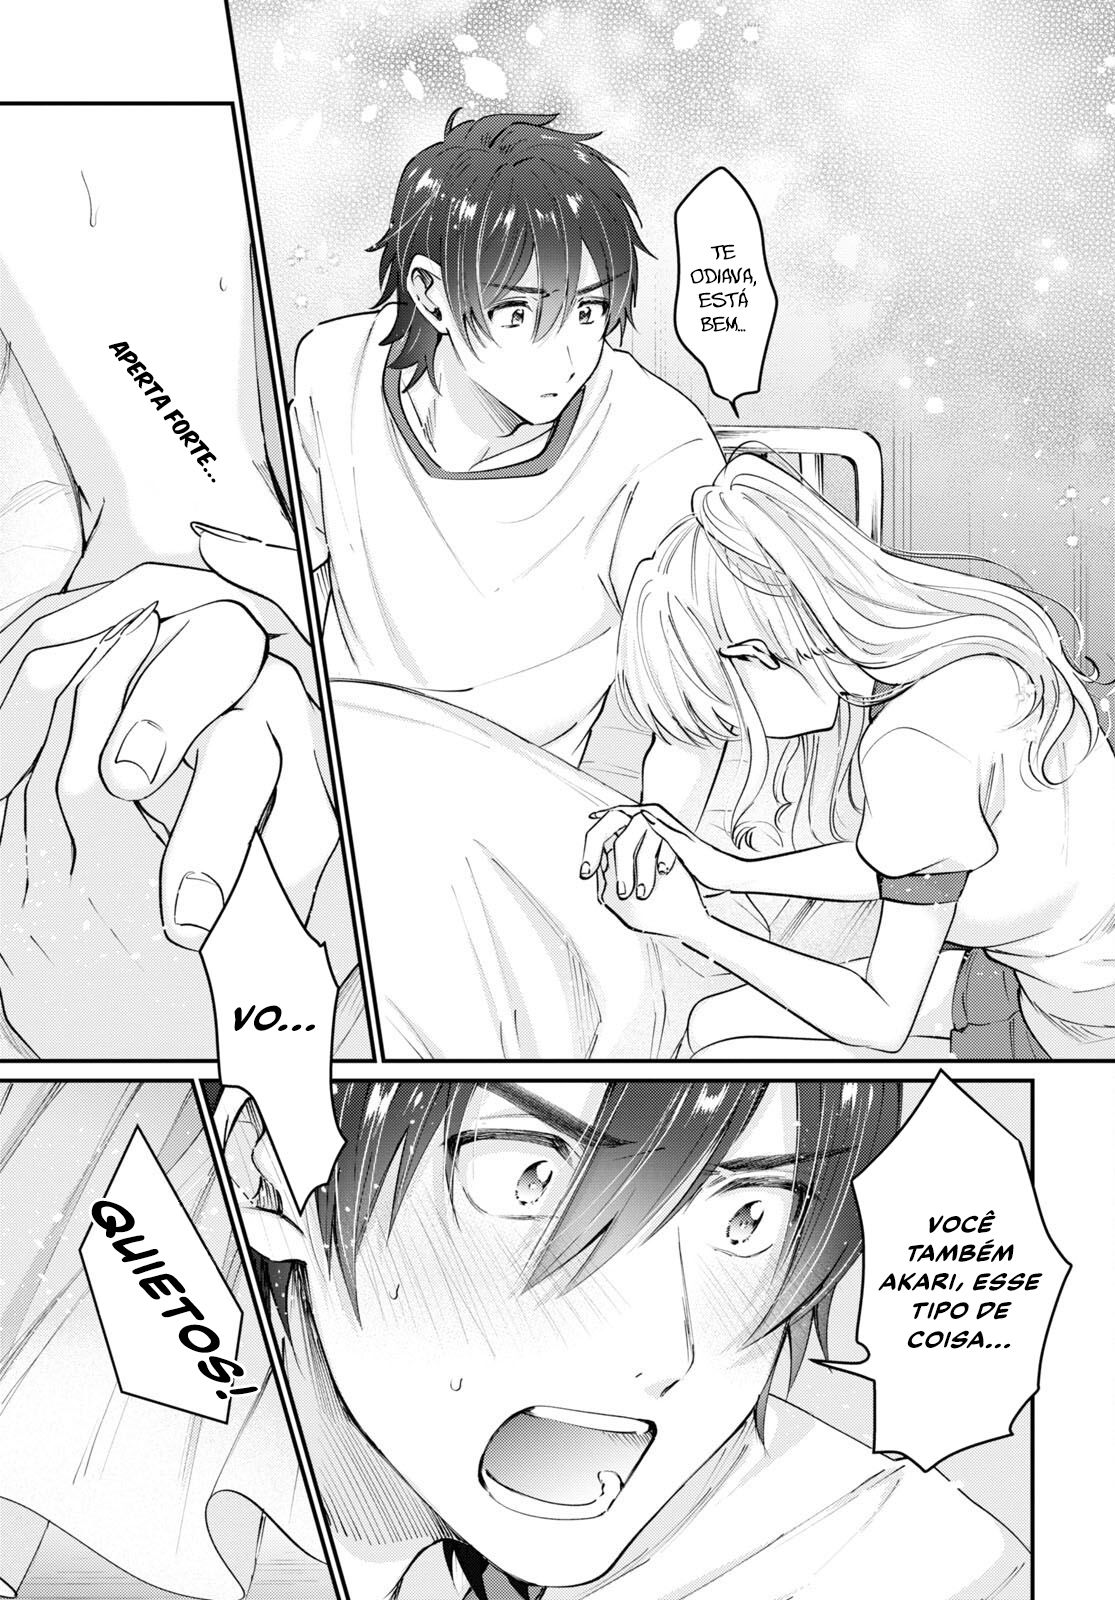 TE
ODIAVA,
ESTÁ
BEM...
APERTA FORTE...
VO...
VOCÊ
TAMBÉM
AKARI, ESSE
TIPO DE
COISA...
QUIETOS!